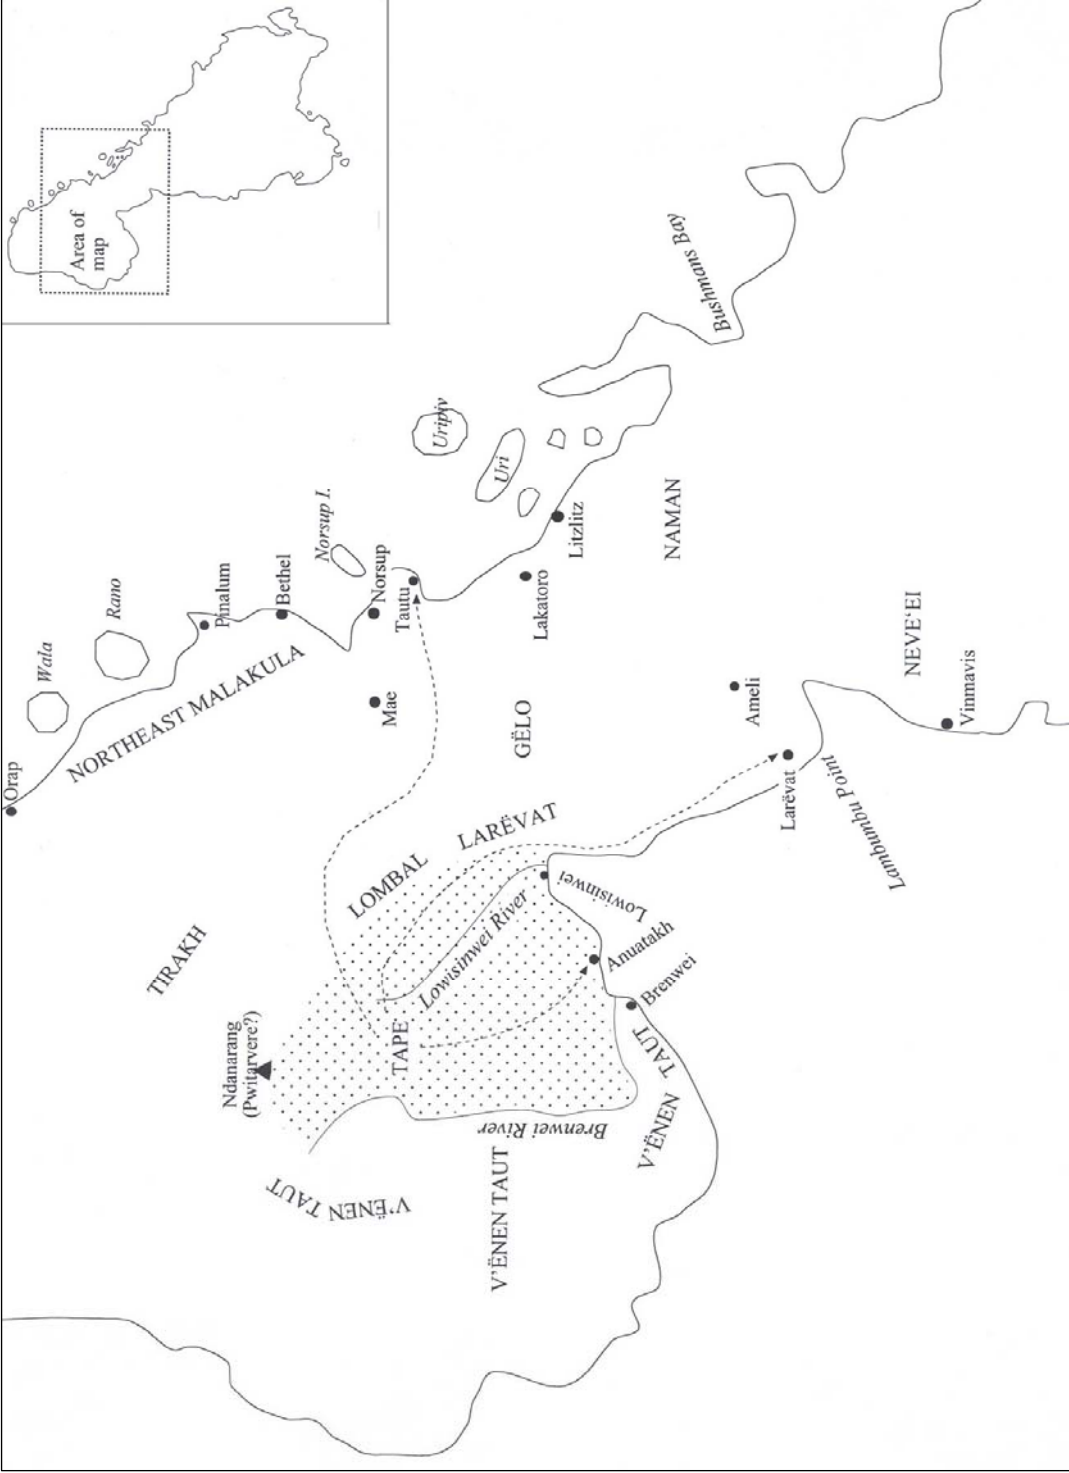 Area of
map
Orap
Wala
Rano
Pinalum
Bethel
Norsup I.
Norsup
Tautu
Uripiv
Uri
Litzlitz
Lakatoro
Mae
NORTHEAST MALAKULA
Bushmans Bay
NAMAN
NEVE'EI
Vinmavis
Ameli
Larëvat
Lambumbu Point
GËLO
LARËVAT
LOMBAL
TIRAKH
Ndanarang
(Pwitarvere?)
TAPE
Lowisinwei River
Lowisinwei
Anuatakh
Brenwei
Brenwei River
V'ËNEN TAUT
V'ËNEN TAUT
V'ËNEN TAUT